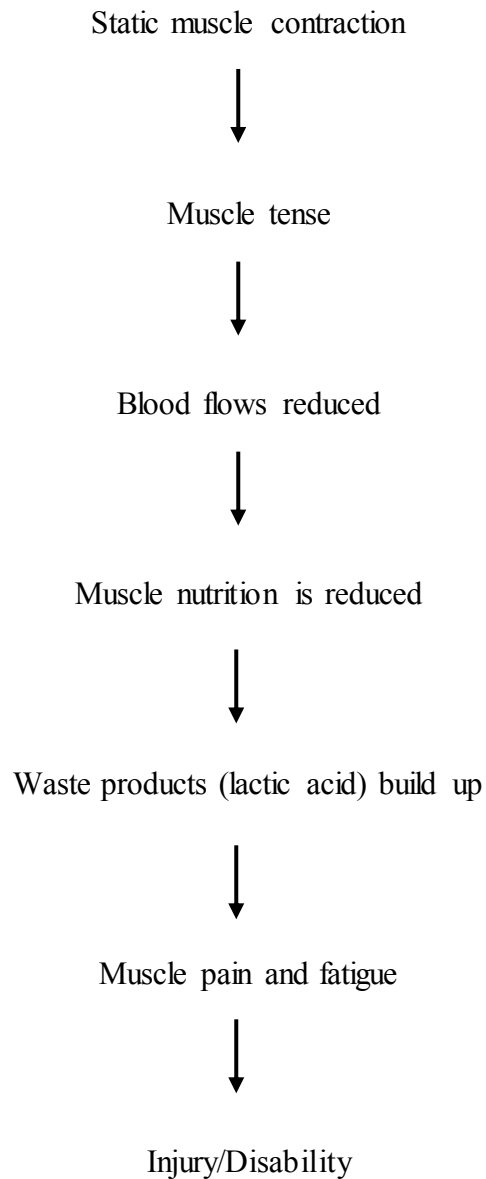 Static muscle contraction
Muscle tense
Blood flows reduced
Muscle nutrition is reduced
Waste products (lactic acid) build up
Muscle pain and fatigue
Injury/Disability